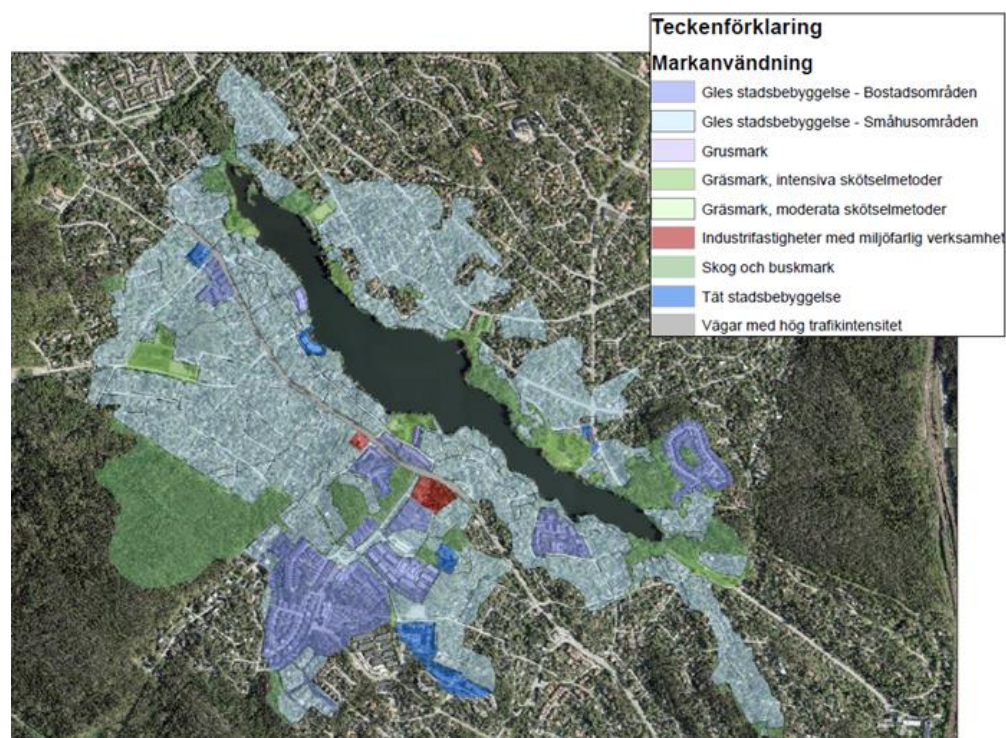 Teckenförklaring
Markanvändning
Gles stadsbebyggelse - Bostadsområden
Gles stadsbebyggelse - Småhusområden
Grusmark
Gräsmark, intensiva skötselmetoder
Gräsmark, moderata skötselmetoder
Industrifastigheter med miljöfarlig verksamhet
Skog och buskmark
Tät stadsbebyggelse
Vägar med hög trafikintensitet